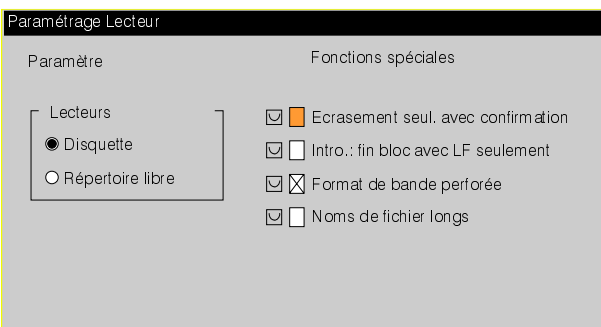 Paramétrage Lecteur
Paramètre
Fonctions spéciales
Lecteurs
Disquette
Répertoire libre
Ecrasement seul. avec confirmation
Intro.: fin bloc avec LF seulement
Format de bande perforée
Noms de fichier longs